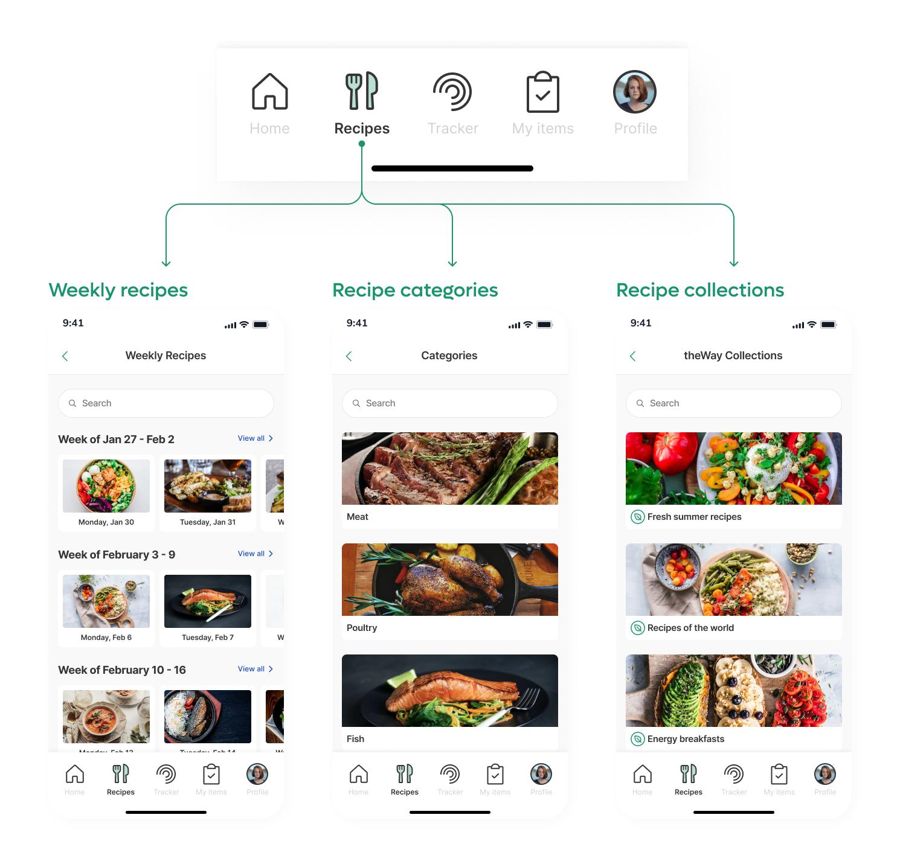 Home Recipes Tracker My items Profile
Weekly recipes
9:41
Weekly Recipes
Search
Week of Jan 27 - Feb 2 View all
Monday, Jan 30 Tuesday, Jan 31 W
Week of February 3 - 9 View all
Monday, Feb 6 Tuesday, Feb 7 W
Week of February 10 - 16 View all
Home Recipes Tracker My items Profile
Recipe categories
9:41
Categories
Search
Meat
Poultry
Fish
Home Recipes Tracker My items Profile
Recipe collections
9:41
theWay Collections
Search
Fresh summer recipes
Recipes of the world
Energy breakfasts
Home Recipes Tracker My items Profile